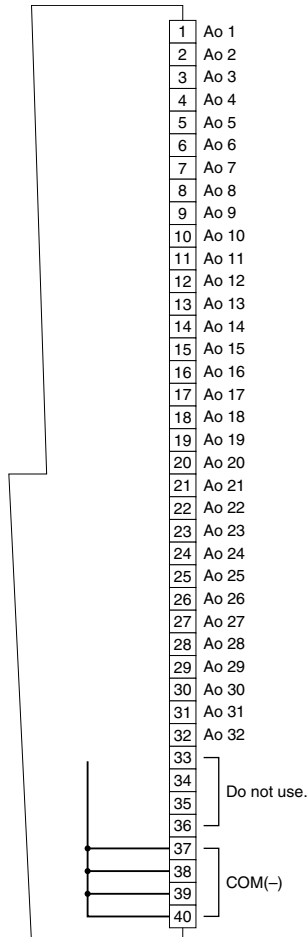 1 Ao 1
2 Ao 2
3 Ao 3
4 Ao 4
5 Ao 5
6 Ao 6
7 Ao 7
8 Ao 8
9 Ao 9
10 Ao 10
11 Ao 11
12 Ao 12
13 Ao 13
14 Ao 14
15 Ao 15
16 Ao 16
17 Ao 17
18 Ao 18
19 Ao 19
20 Ao 20
21 Ao 21
22 Ao 22
23 Ao 23
24 Ao 24
25 Ao 25
26 Ao 26
27 Ao 27
28 Ao 28
29 Ao 29
30 Ao 30
31 Ao 31
32 Ao 32
33
34
35
36
Do not use.
37
38
39
40
COM(–)